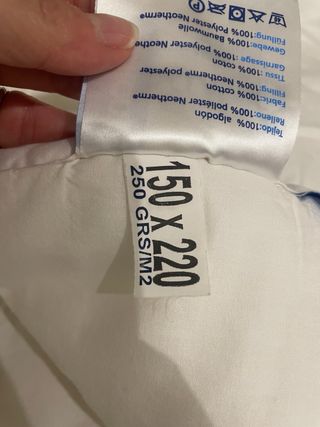 Tejido:100% algodón
Relleno:100% poliéster Neotherm®
Fabric:100% cotton
Filling:100% Neotherm® polyester
Tissu :100% coton
Garnissage:100% polyester Neotherm®
Gewebe:100% Baumwolle
Füllung:100% Polyester Neotherm®
150 x 220
250 GRS/M2